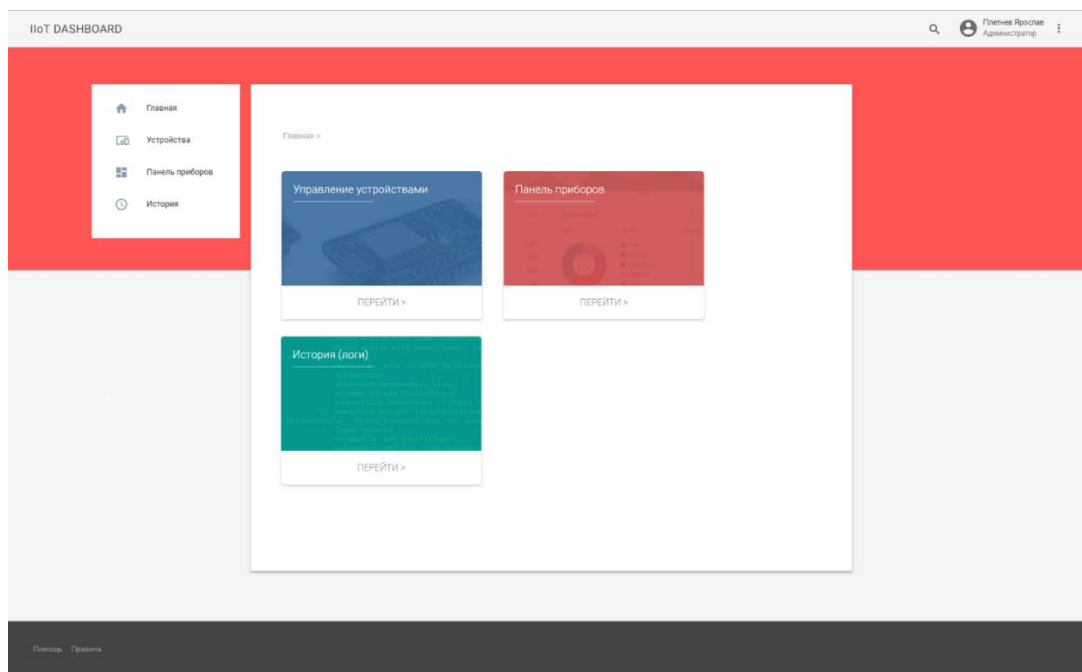 IIoT DASHBOARD
Плетнев Ярослав
Администратор
Главная
Устройства
Панель приборов
История
Главная >
Управление устройствами
ПЕРЕЙТИ >
Панель приборов
ПЕРЕЙТИ >
История (логи)
ПЕРЕЙТИ >
Помощь Правила